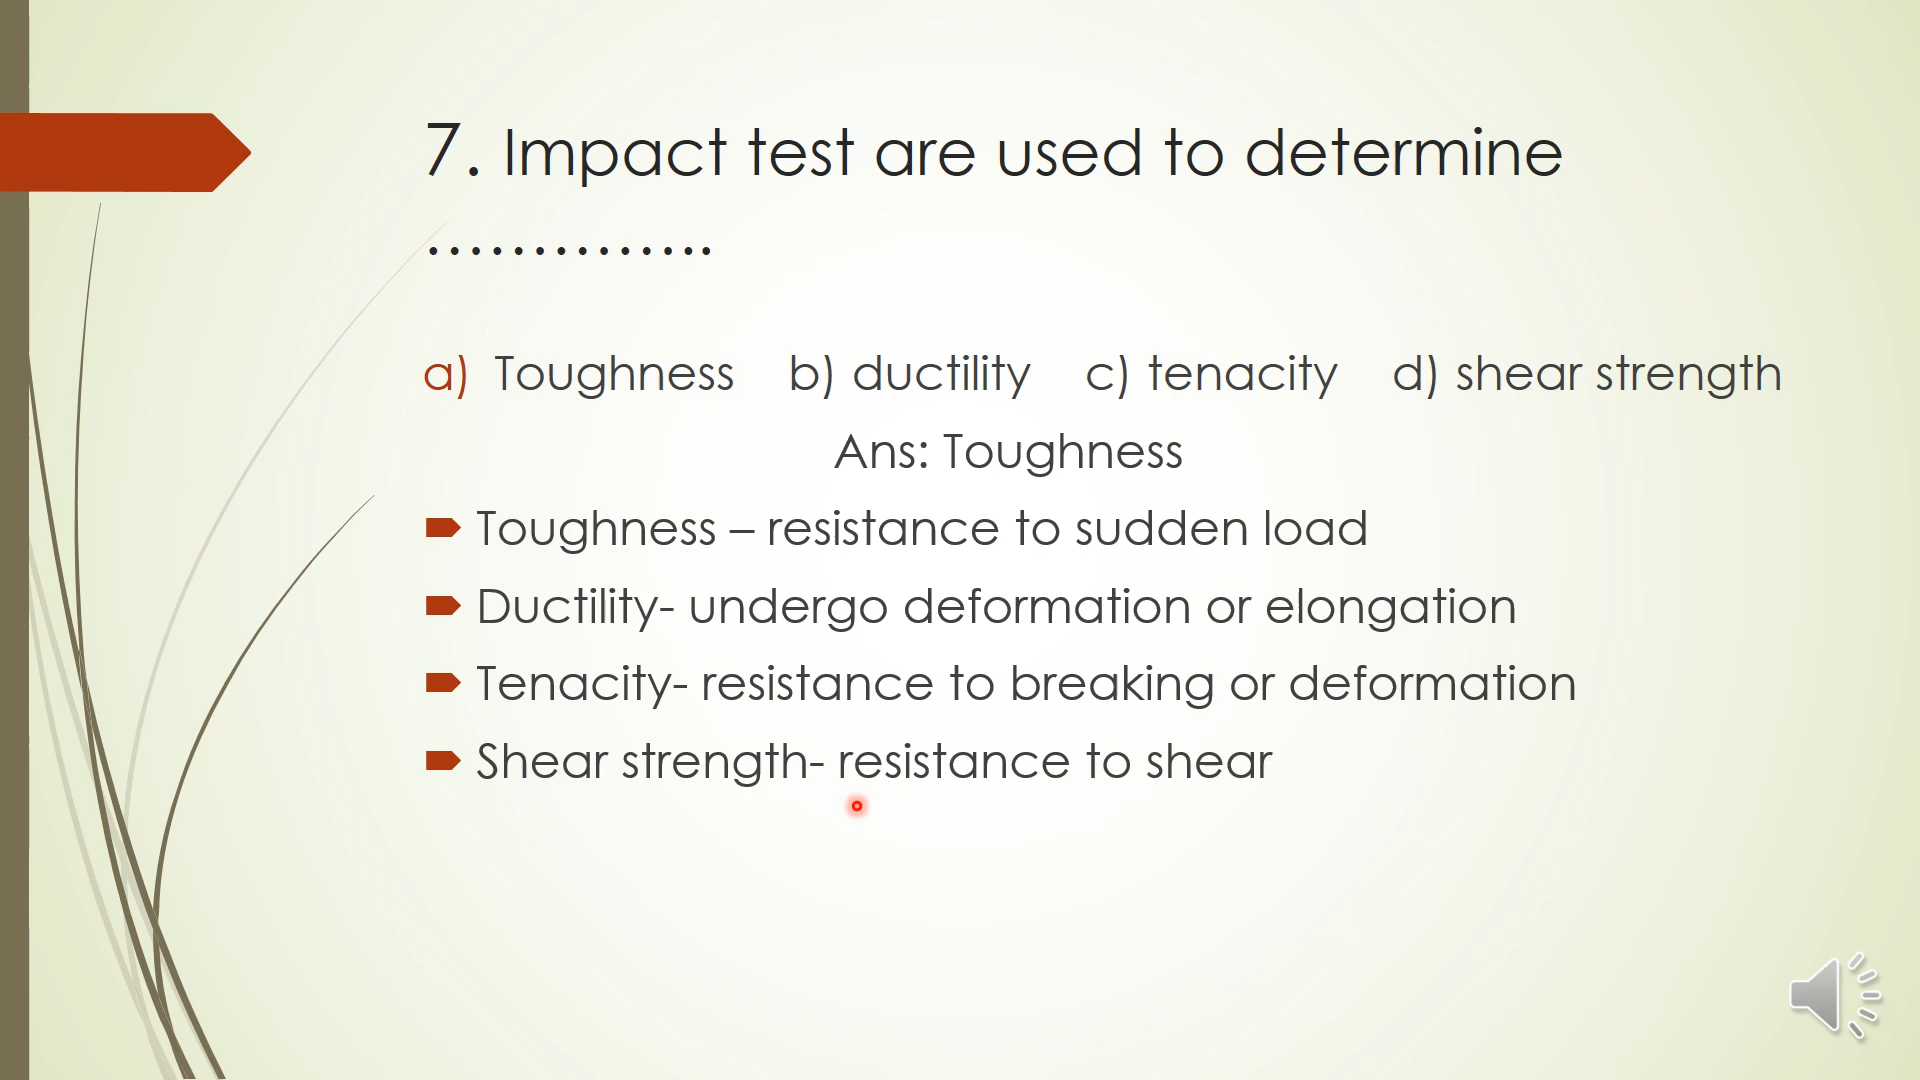 7. Impact test are used to determine
…………..
a) Toughness b) ductility c) tenacity d) shear strength
Ans: Toughness
Toughness – resistance to sudden load
Ductility- undergo deformation or elongation
Tenacity- resistance to breaking or deformation
Shear strength- resistance to shear